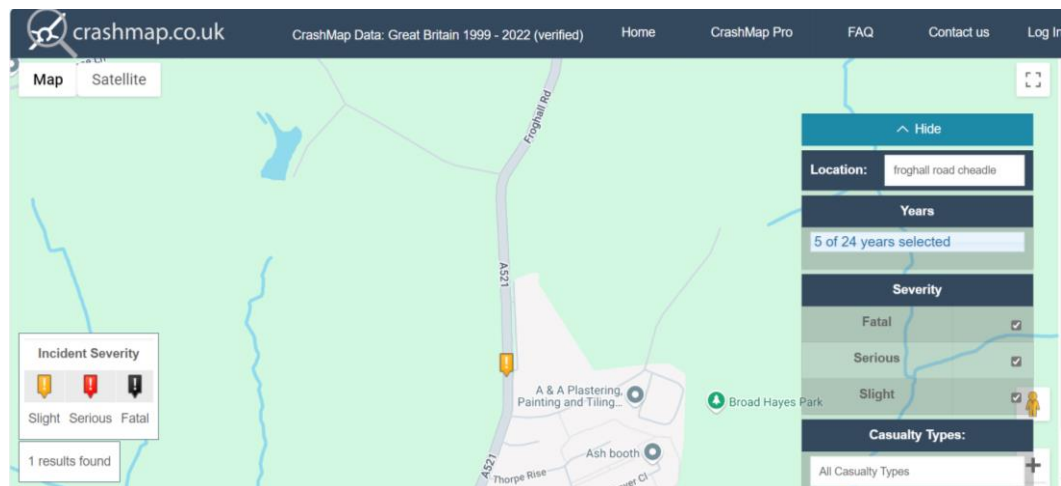 crashmap.co.uk
CrashMap Data: Great Britain 1999 - 2022 (verified)
Home
CrashMap Pro
FAQ
Contact us
Log In
Map
Satellite
Froghall Rd
A521
A521
A & A Plastering,
Painting and Tiling...
Broad Hayes Park
Ash booth
Thorpe Rise
Hide
Location:
froghall road cheadle
Years
5 of 24 years selected
Severity
Fatal
Serious
Slight
Casualty Types:
All Casualty Types
Incident Severity
Slight Serious Fatal
1 results found